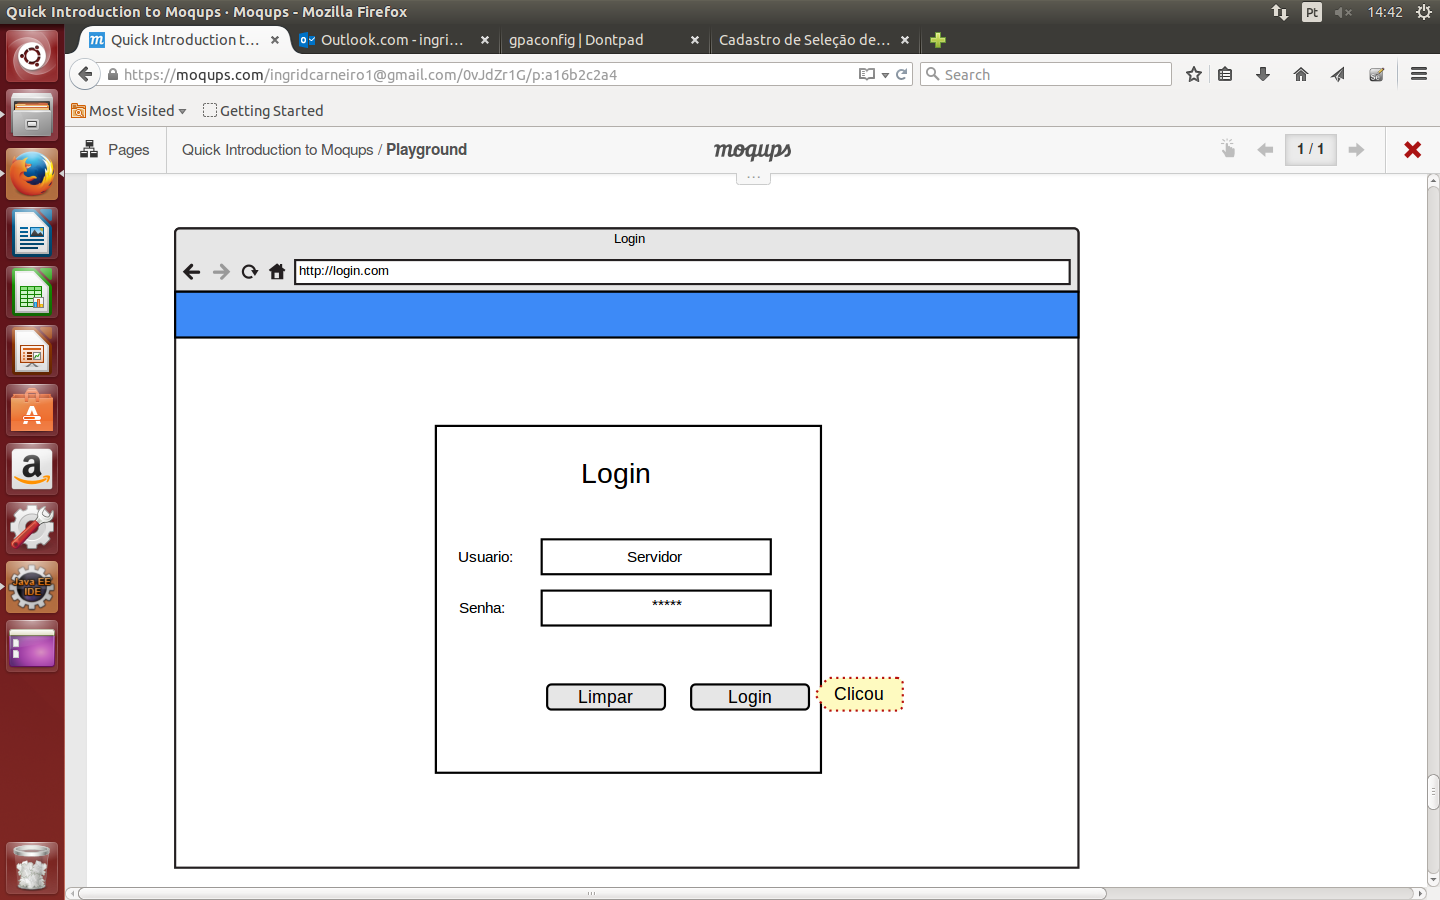 Quick Introduction to Moqups · Moqups - Mozilla Firefox
Pt
14:42
Quick Introduction t...
Outlook.com - ingri...
gpaconfig | Dontpad
Cadastro de Seleção de...
https://moqups.com/ingridcarneiro1@gmail.com/0vJdZr1G/p:a16b2c2a4
Search
Most Visited
Getting Started
Pages
Quick Introduction to Moqups / Playground
moqups
1 / 1
...
Login
http://login.com
Login
Usuario:
Servidor
Senha:
*****
Limpar
Login
Clicou
Java EE
IDE